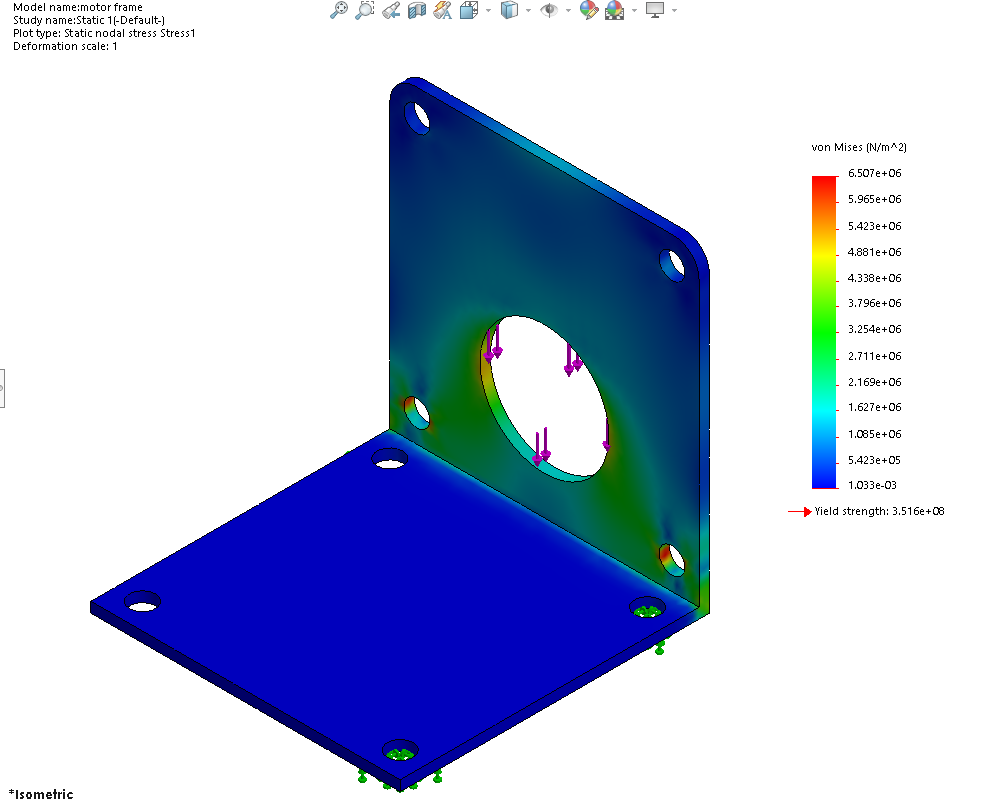 Model name:motor frame
Study name:Static 1(-Default-)
Plot type: Static nodal stress Stress1
Deformation scale: 1
von Mises (N/m^2)
6.507e+06
5.965e+06
5.423e+06
4.881e+06
4.338e+06
3.796e+06
3.254e+06
2.711e+06
2.169e+06
1.627e+06
1.085e+06
5.423e+05
1.033e-03
Yield strength: 3.516e+08
*Isometric